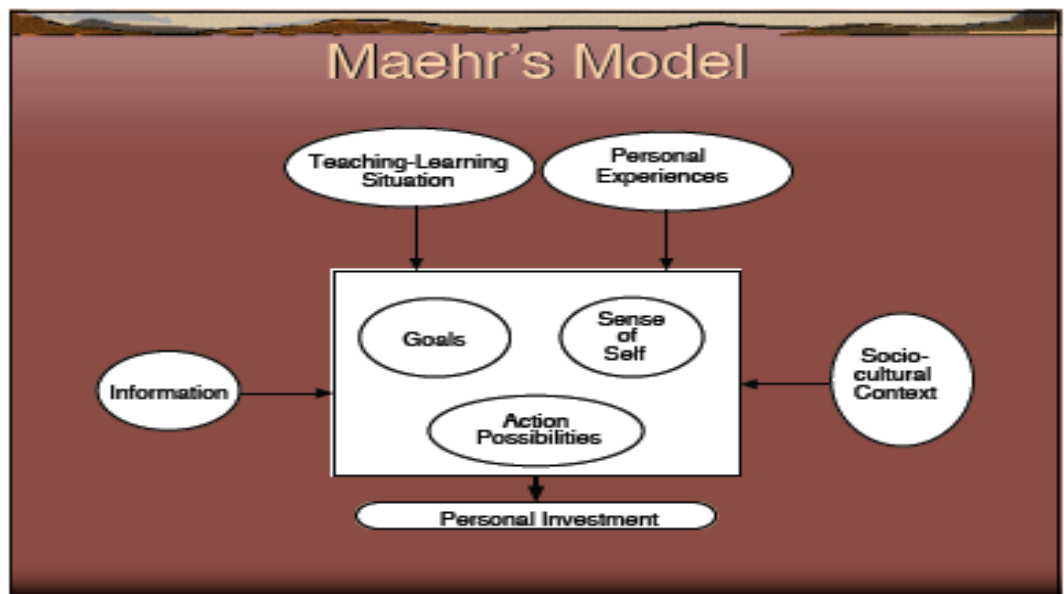 Maehr's Model
Teaching-Learning
Situation
Personal
Experiences
Goals
Sense
of
Self
Information
Socio-
cultural
Context
Action
Possibilities
Personal Investment